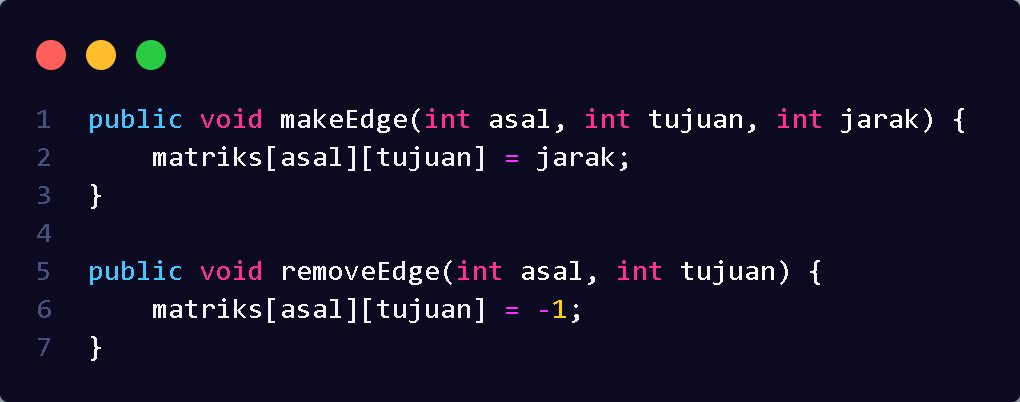 1 public void makeEdge(int asal, int tujuan, int jarak) {
2     matriks[asal][tujuan] = jarak;
3 }
4
5 public void removeEdge(int asal, int tujuan) {
6     matriks[asal][tujuan] = -1;
7 }